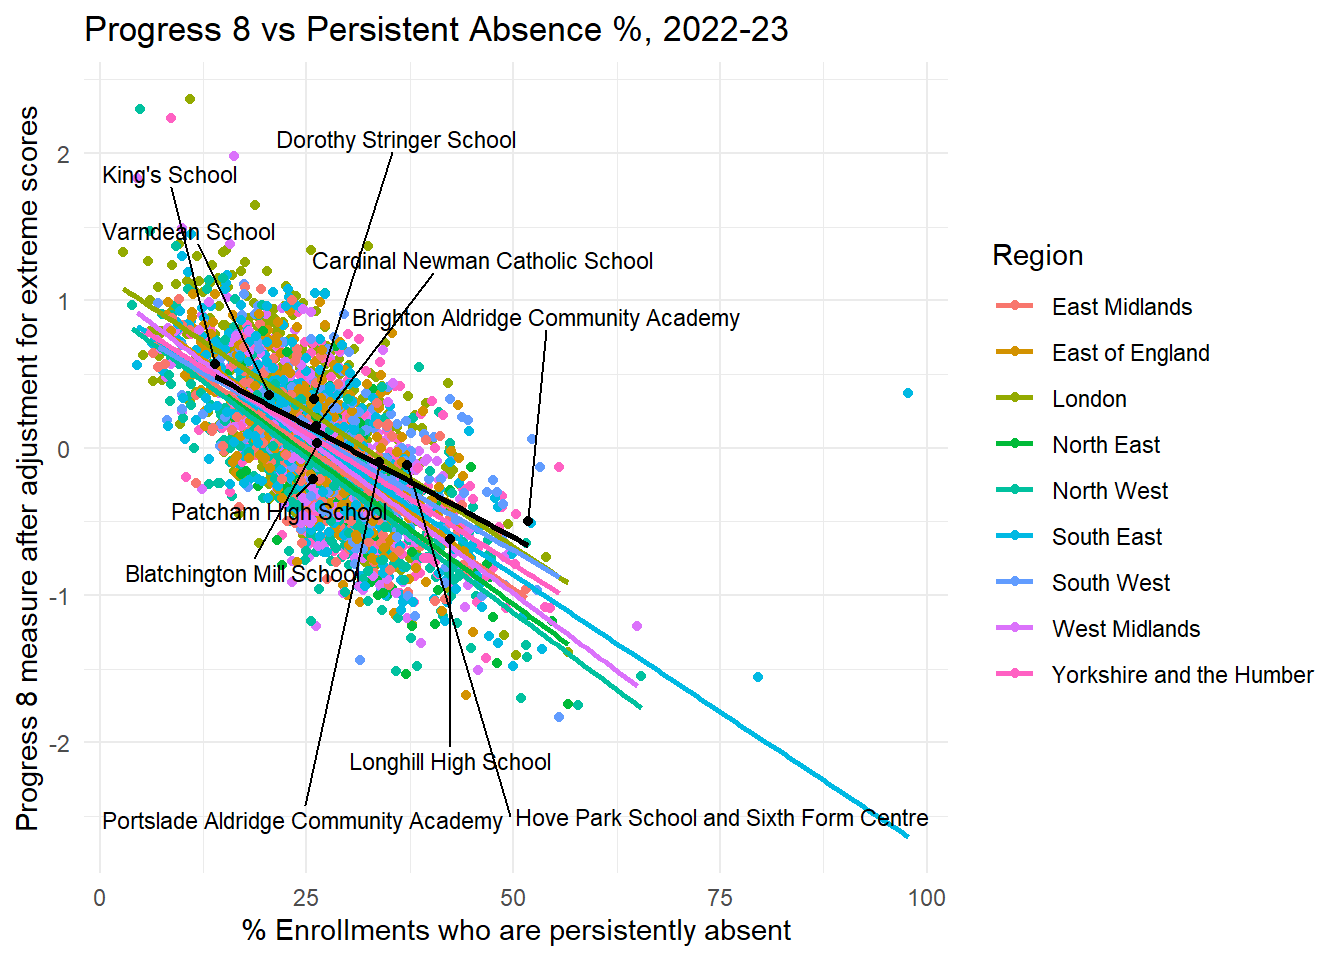 Progress 8 vs Persistent Absence %, 2022-23
Progress 8 measure after adjustment for extreme scores
2
1
0
-1
-2
Dorothy Stringer School
King's School
Varndean School
Cardinal Newman Catholic School
Brighton Aldridge Community Academy
Patcham High School
Blatchington Mill School
Longhill High School
Portslade Aldridge Community Academy
Hove Park School and Sixth Form Centre
0
25
50
75
100
% Enrollments who are persistently absent
Region
East Midlands
East of England
London
North East
North West
South East
South West
West Midlands
Yorkshire and the Humber